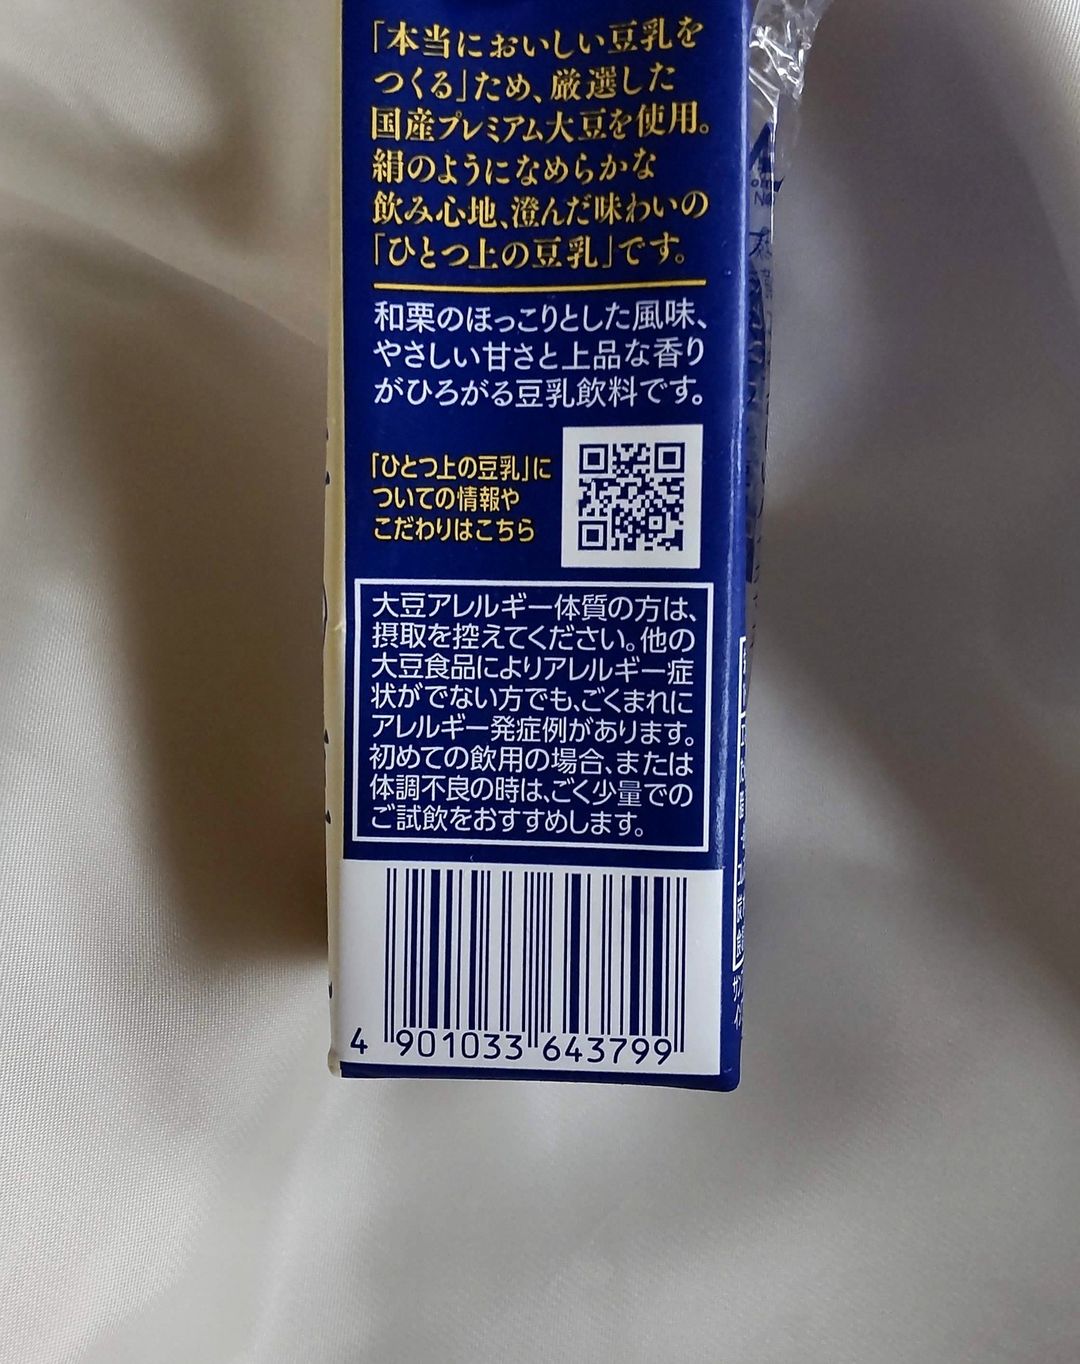 「本当においしい豆乳を
つくる」ため、厳選した
国産プレミアム大豆を使用。
絹のようになめらかな
飲み心地、澄んだ味わいの
「ひとつ上の豆乳」です。
和栗のほっこりとした風味、
やさしい甘さと上品な香り
がひろがる豆乳飲料です。
「ひとつ上の豆乳」に
ついての情報や
こだわりはこちら
大豆アレルギー体質の方は、
摂取を控えてください。他の
大豆食品によりアレルギー症
状がでない方でも、ごくまれに
アレルギー発症例があります。
初めての飲用の場合、または
体調不良の時は、ごく少量での
ご試飲をおすすめします。
4 901033 643799